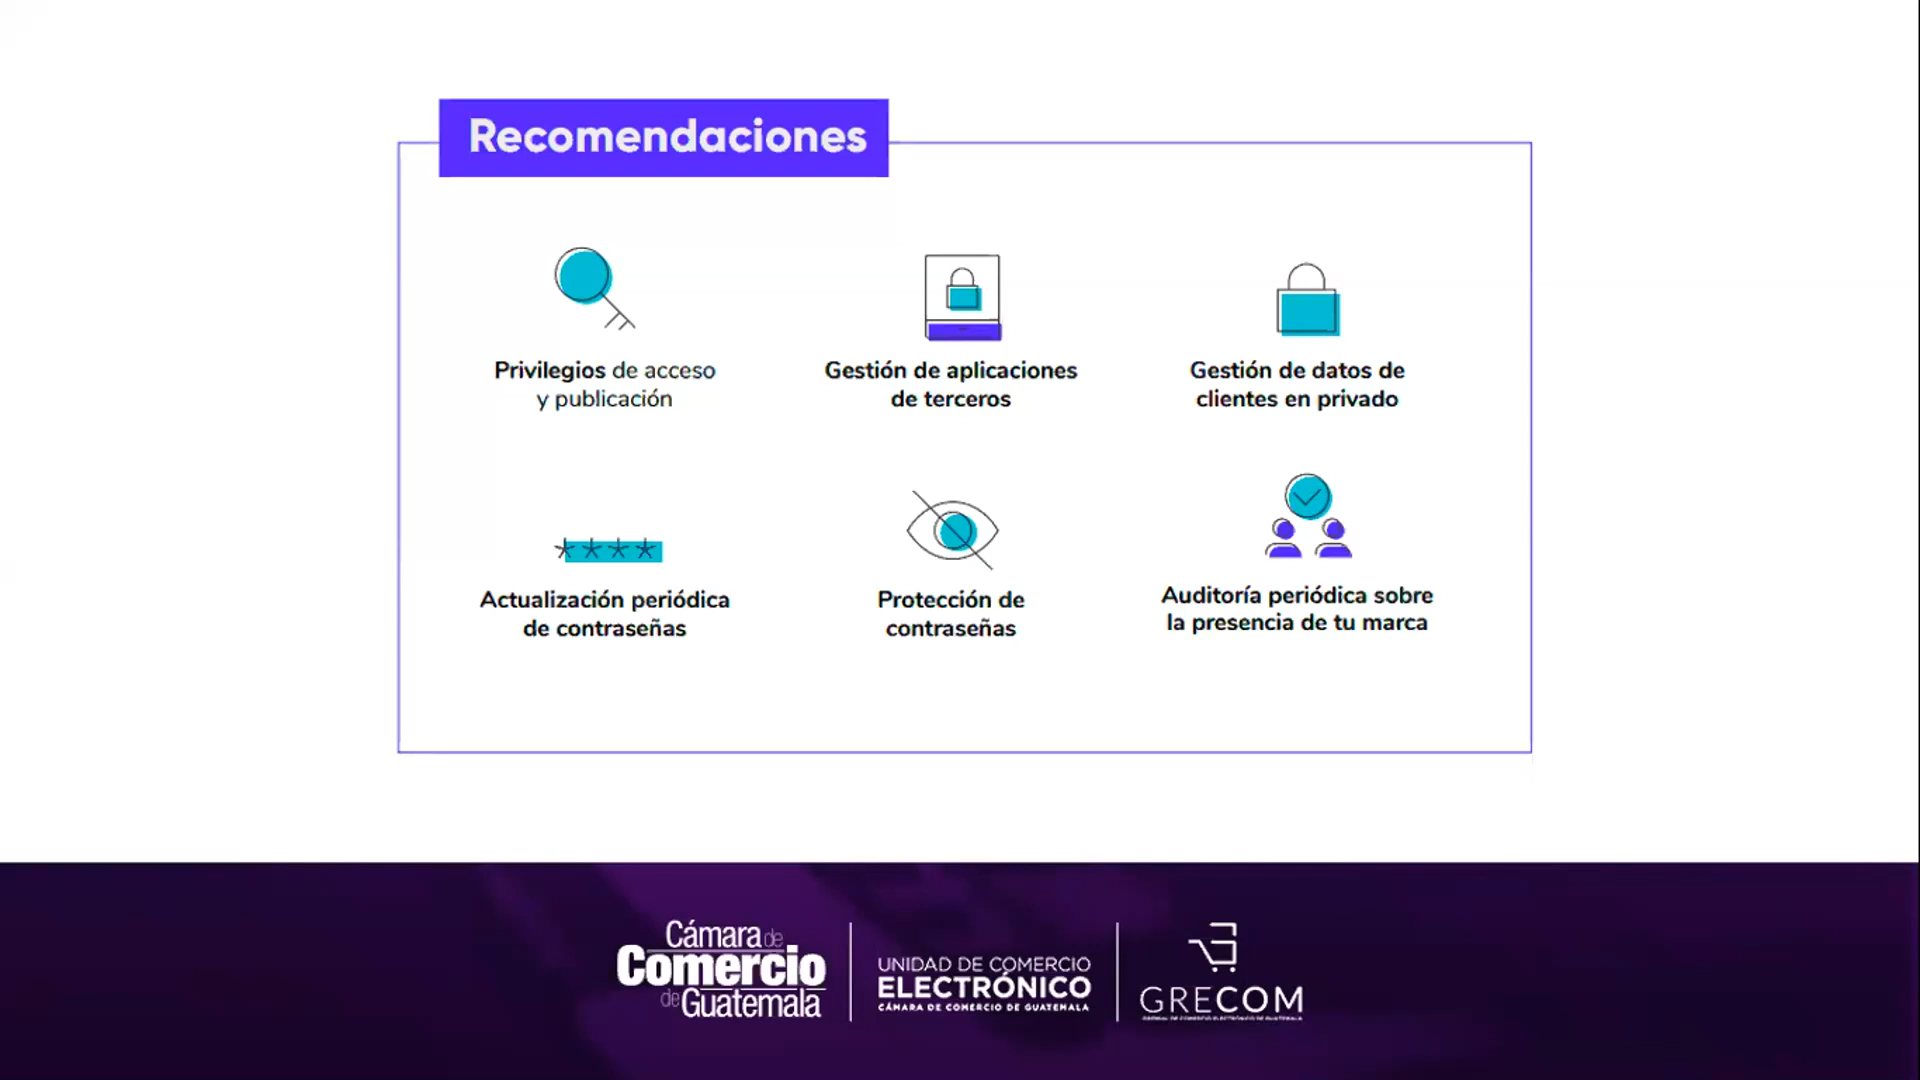 Recomendaciones
Privilegios de acceso
y publicación
Gestión de aplicaciones
de terceros
Gestión de datos de
clientes en privado
****
Actualización periódica
de contraseñas
Protección de
contraseñas
Auditoría periódica sobre
la presencia de tu marca
Cámara de
Comercio
de Guatemala
UNIDAD DE COMERCIO
ELECTRÓNICO
CÁMARA DE COMERCIO DE GUATEMALA
GRECOM